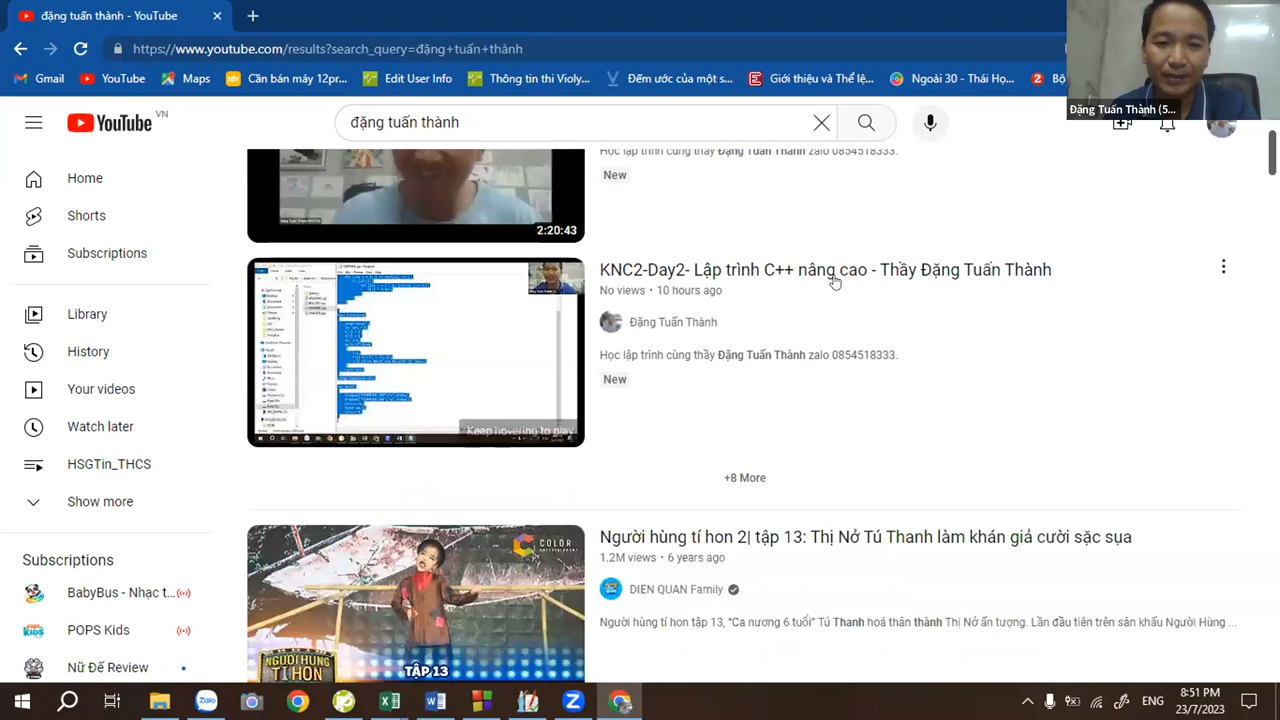 đặng tuấn thành - YouTube
https://www.youtube.com/results?search_query=đặng+tuấn+thành
Gmail
YouTube
Maps
Cần bán máy 12pr...
Edit User Info
Thông tin thi Violy...
Đếm ước của một s...
Giới thiệu và Thể lệ...
Ngoài 30 - Thái Họ...
Bộ
Đặng Tuấn Thành (5...
YouTube VN
đặng tuấn thành
Home
Shorts
Subscriptions
Library
History
Your videos
Watch later
HSGTin_THCS
Show more
Subscriptions
BabyBus - Nhạc t...
POPS Kids
Nữ Đế Review
2:20:43
Học lập trình cùng thầy Đặng Tuấn Thành zalo 0854518333.
New
KNC2-Day2- Lập trình C++ nâng cao - Thầy Đặng Tuấn Thành
No views • 10 hours ago
Đặng Tuấn Thành
Học lập trình cùng thầy Đặng Tuấn Thành zalo 0854518333.
New
Keep hovering to play
+8 More
Người hùng tí hon 2| tập 13: Thị Nở Tú Thanh làm khán giả cười sặc sụa
1.2M views • 6 years ago
DIEN QUAN Family
Người hùng tí hon tập 13, “Ca nương 6 tuổi” Tú Thanh hoá thân thành Thị Nở ấn tượng. Lần đầu tiên trên sân khấu Người Hùng ...
COLOR
NGƯỜI HÙNG
TÍ HON
TẬP 13
Zalo
ENG
8:51 PM
23/7/2023